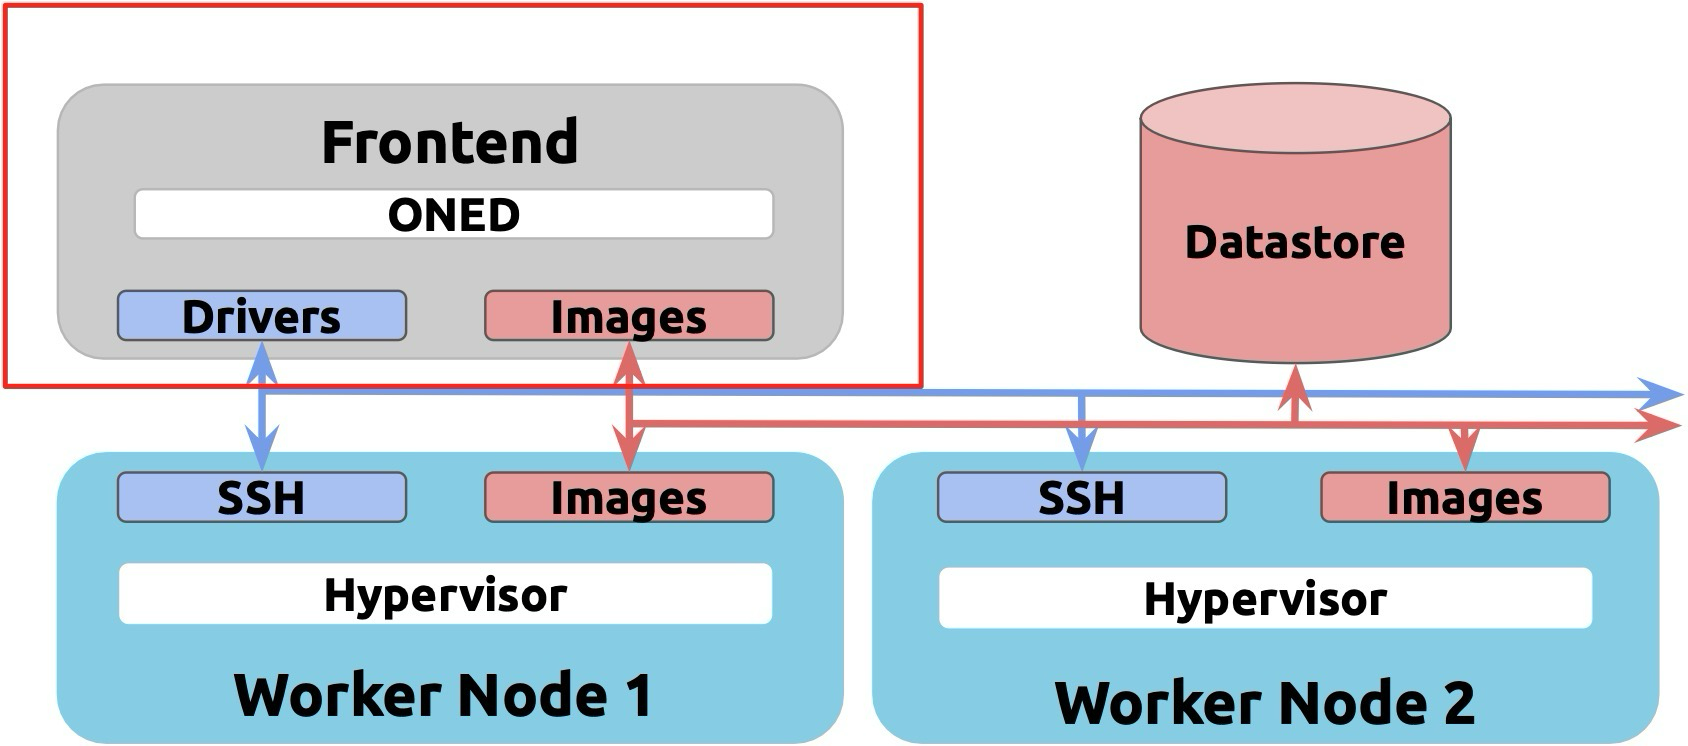 Frontend
ONED
Drivers
Images
Datastore
SSH
Images
Hypervisor
Worker Node 1
SSH
Images
Hypervisor
Worker Node 2